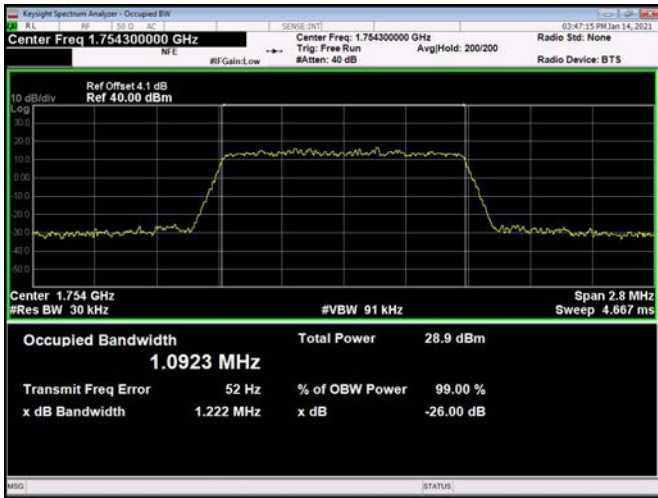 Keysight Spectrum Analyzer - Occupied BW
RL RF 50 Ω AC SENSE:INT 03:47:15 PM Jan 14, 2021
Center Freq 1.754300000 GHz Center Freq: 1.754300000 GHz Radio Std: None
NFE Trig: Free Run Avg|Hold: 200/200
#IFGain:Low #Atten: 40 dB Radio Device: BTS
Ref Offset 4.1 dB
10 dB/div Ref 40.00 dBm
Log
30.0
20.0
10.0
0.00
-10.0
-20.0
-30.0
-40.0
-50.0
Center 1.754 GHz Span 2.8 MHz
#Res BW 30 kHz #VBW 91 kHz Sweep 4.667 ms
Occupied Bandwidth Total Power 28.9 dBm
1.0923 MHz
Transmit Freq Error 52 Hz % of OBW Power 99.00 %
x dB Bandwidth 1.222 MHz x dB -26.00 dB
MSG STATUS